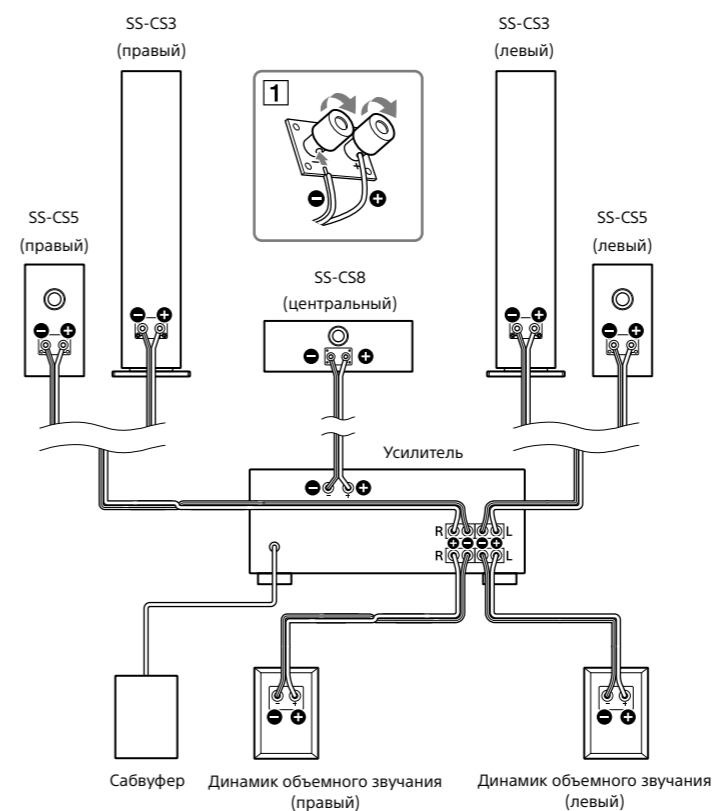 SS-CS3
(правый)
SS-CS3
(левый)
1
− +
SS-CS5
(правый)
SS-CS5
(левый)
SS-CS8
(центральный)
Усилитель
R L
R L
Сабвуфер
Динамик объемного звучания
(правый)
Динамик объемного звучания
(левый)